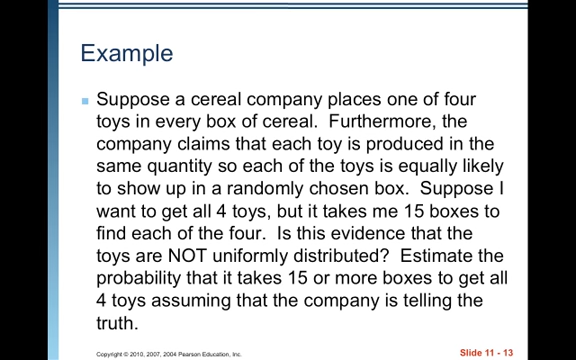 Example
Suppose a cereal company places one of four
toys in every box of cereal. Furthermore, the
company claims that each toy is produced in the
same quantity so each of the toys is equally likely
to show up in a randomly chosen box. Suppose I
want to get all 4 toys, but it takes me 15 boxes to
find each of the four. Is this evidence that the
toys are NOT uniformly distributed? Estimate the
probability that it takes 15 or more boxes to get all
4 toys assuming that the company is telling the
truth.
Copyright © 2010, 2007, 2004 Pearson Education, Inc.
Slide 11 - 13